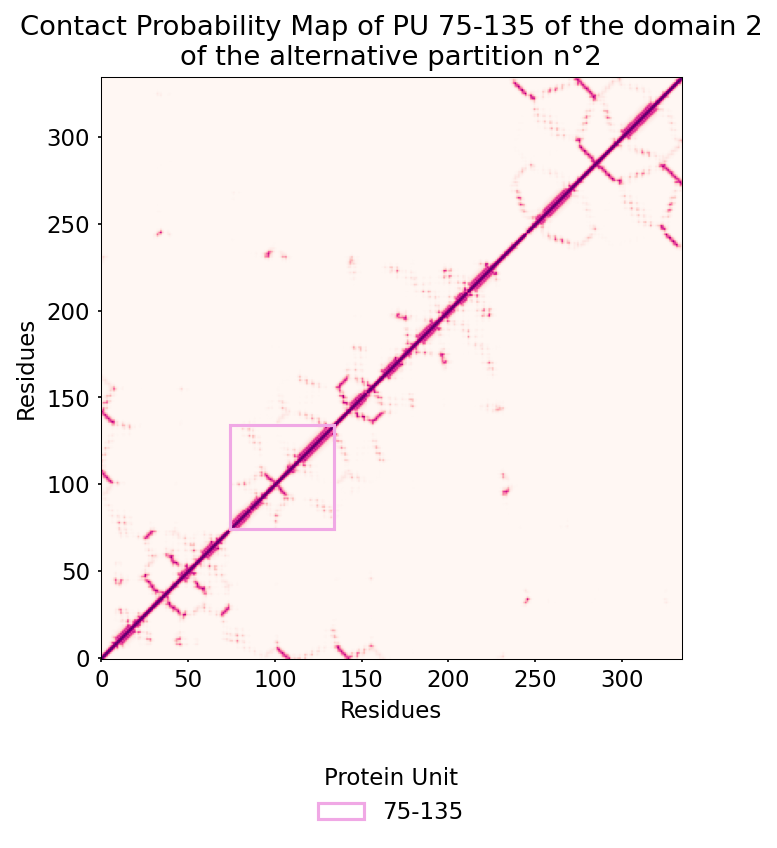 Contact Probability Map of PU 75-135 of the domain 2
of the alternative partition n°2
300
250
200
150
100
50
0
Residues
0 50 100 150 200 250 300
Residues
Protein Unit
75-135